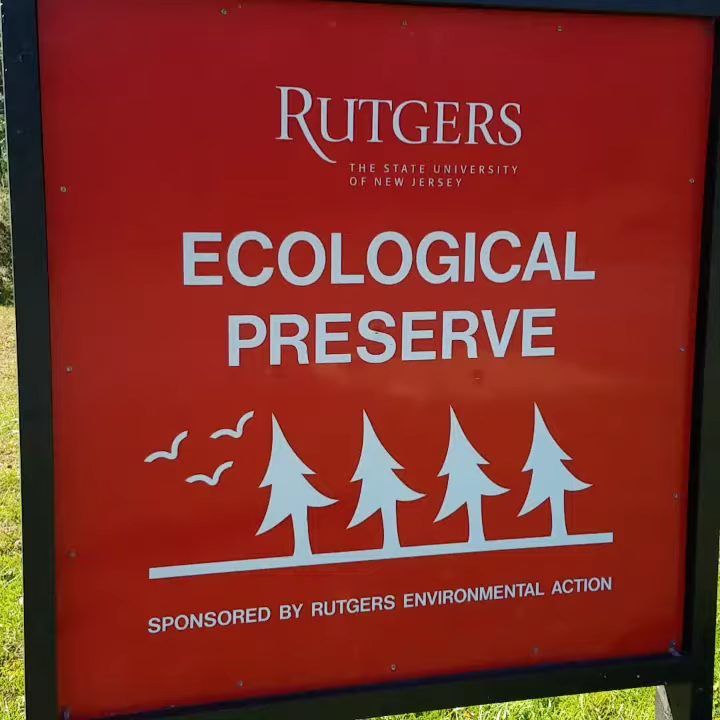 RUTGERS
THE STATE UNIVERSITY
OF NEW JERSEY
ECOLOGICAL
PRESERVE
SPONSORED BY RUTGERS ENVIRONMENTAL ACTION